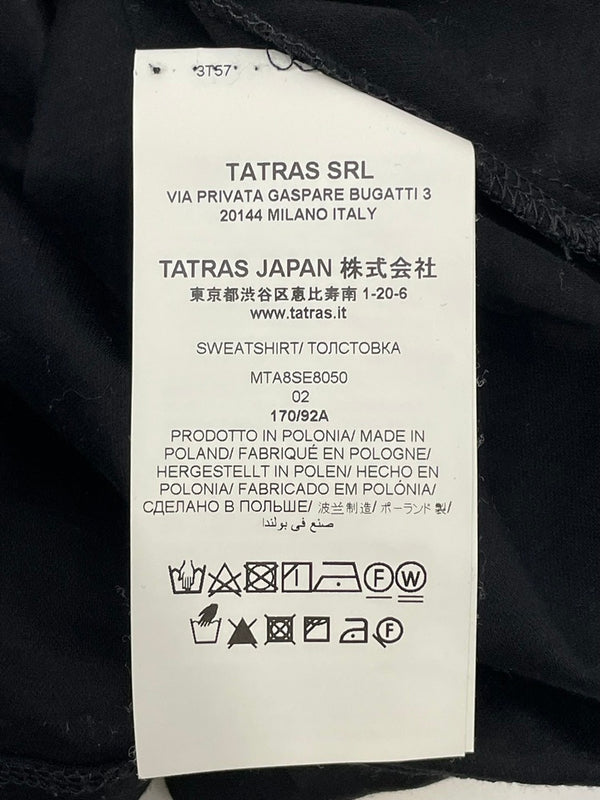 3T57
TATRAS SRL
VIA PRIVATA GASPARE BUGATTI 3
20144 MILANO ITALY
TATRAS JAPAN 株式会社
東京都渋谷区恵比寿南 1-20-6
www.tatras.it
SWEATSHIRT/ ТОЛСТОВКА
MTA8SE8050
02
170/92A
PRODOTTO IN POLONIA/ MADE IN
POLAND/ FABRIQUÉ EN POLOGNE/
HERGESTELLT IN POLEN/ HECHO EN
POLONIA/ FABRICADO EM POLÓNIA/
СДЕЛАНО В ПОЛЬШЕ/ 波兰制造/ ポーランド 製/
صنع في بولندا
F W
F